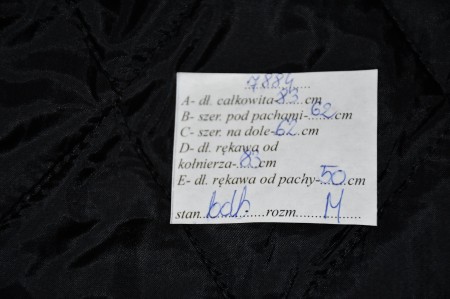 7884
A- dł. całkowita-83 cm
B- szer. pod pachami-62 cm
C- szer. na dole-62 cm
D- dł. rękawa od
kołnierza-83 cm
E- dł. rękawa od pachy-50 cm
stan bdb rozm M